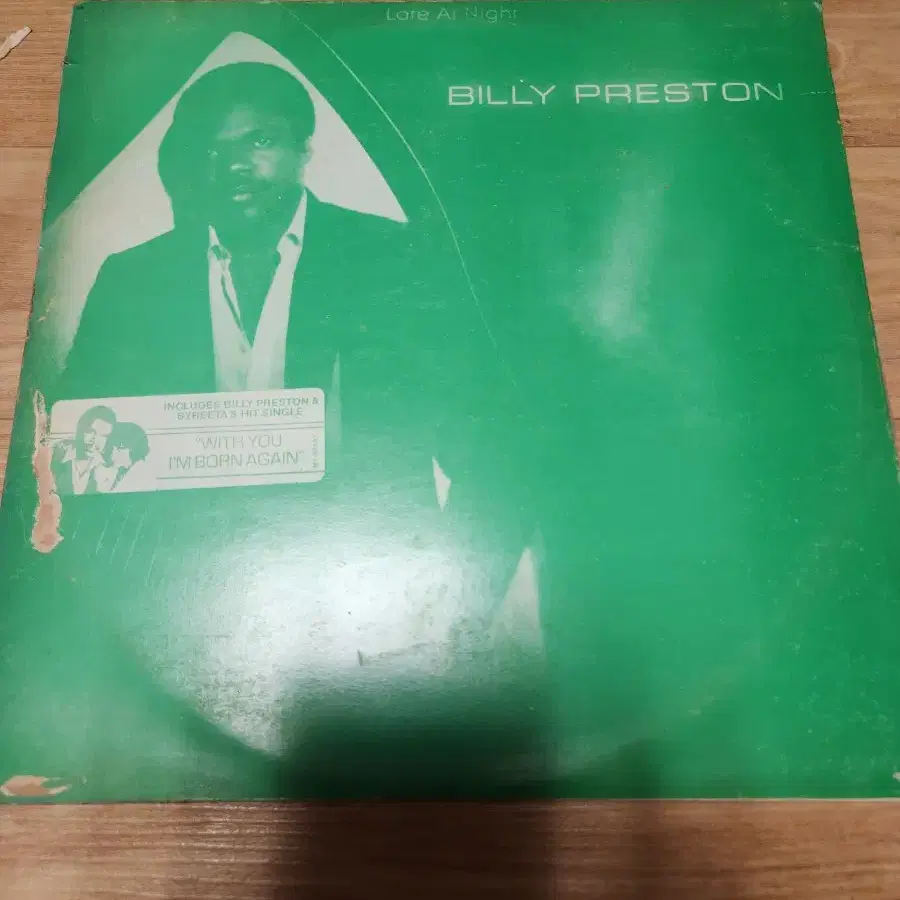 Late At Night
BILLY PRESTON
INCLUDES BILLY PRESTON &
SYREETA'S HIT SINGLE
"WITH YOU
I'M BORN AGAIN"